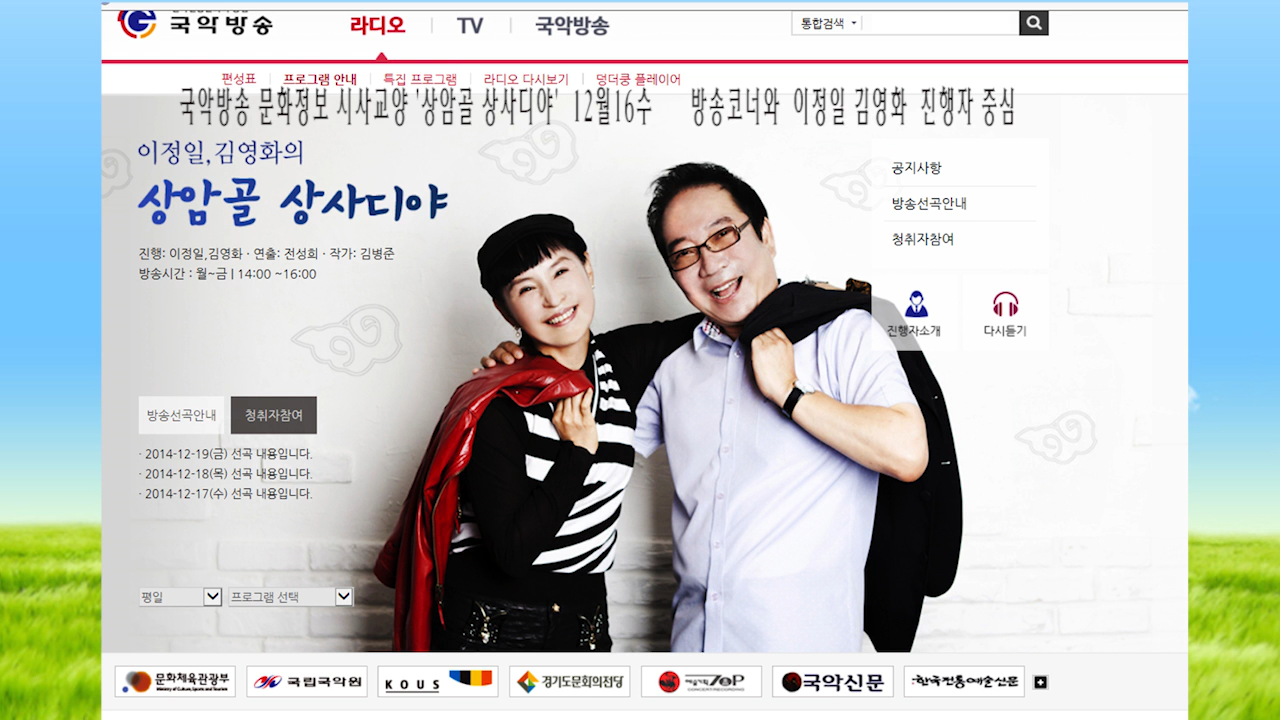 국악방송
라디오
TV
국악방송
통합검색
편성표
프로그램 안내
특집 프로그램
라디오 다시보기
덩더쿵 플레이어
국악방송 문화정보 시사교양 '상암골 상사디야' 12월16수 방송코너와 이정일 김영화 진행자 중심
이정일,김영화의
상암골 상사디야
진행: 이정일,김영화 · 연출: 전성희 · 작가: 김병준
방송시간 : 월~금 | 14:00 ~16:00
공지사항
방송선곡안내
청취자참여
진행자소개
다시듣기
방송선곡안내
청취자참여
· 2014-12-19(금) 선곡 내용입니다.
· 2014-12-18(목) 선곡 내용입니다.
· 2014-12-17(수) 선곡 내용입니다.
평일
프로그램 선택
문화체육관광부
Ministry of Culture, Sports and Tourism
국립국악원
KOUS
경기도문화의전당
국악신문
한국전통예술신문